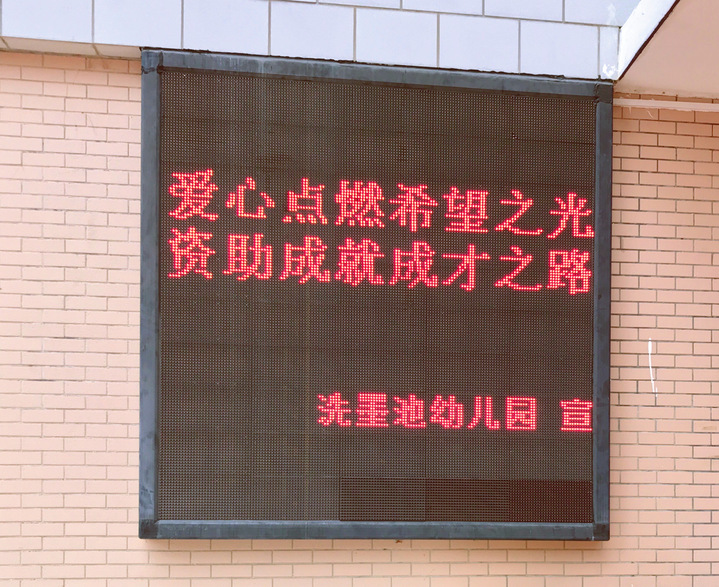 爱心点燃希望之光
资助成就成才之路
洗墨池幼儿园 宣